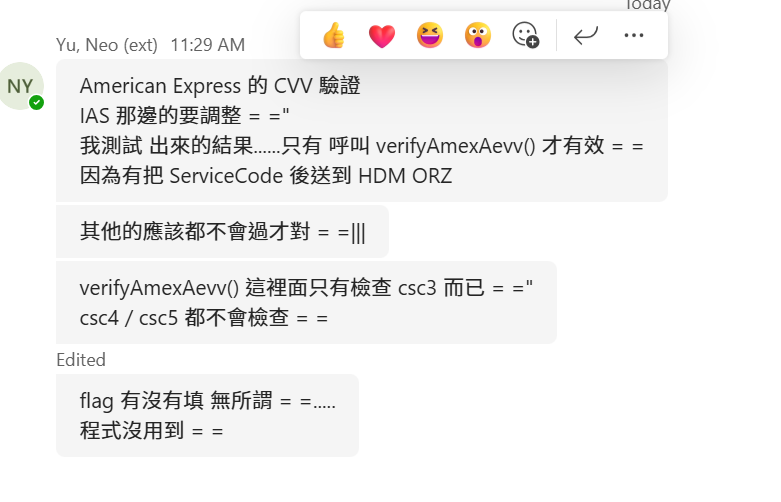 Today
Yu, Neo (ext) 11:29 AM
NY
American Express 的 CVV 驗證
IAS 那邊的要調整 = ="
我測試 出來的結果......只有 呼叫 verifyAmexAevv() 才有效 = =
因為有把 ServiceCode 後送到 HDM ORZ
其他的應該都不會過才對 = =|||
verifyAmexAevv() 這裡面只有檢查 csc3 而已 = ="
csc4 / csc5 都不會檢查 = =
Edited
flag 有沒有填 無所謂 = =.....
程式沒用到 = =